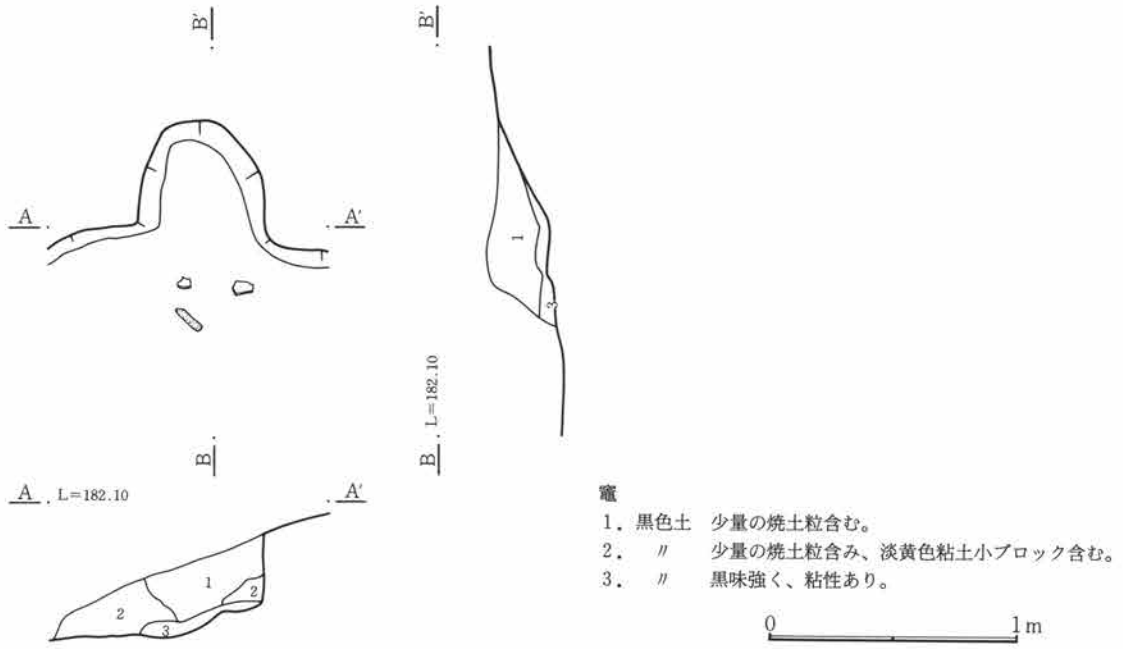 B′
B′
A
A′
1
3
B
B
L=182.10
A
L=182.10
A′
1
2
2
3
竈
1. 黒色土 少量の焼土粒含む。
2. 〃 少量の焼土粒含み、淡黄色粘土小ブロック含む。
3. 〃 黒味強く、粘性あり。
0
1m